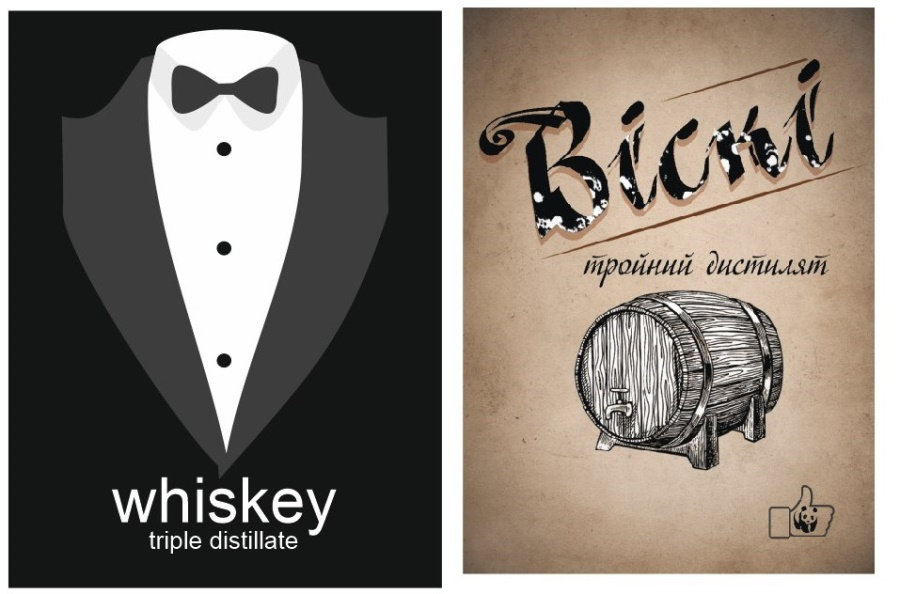 whiskey
triple distillate
Віскі
тройний дистилят